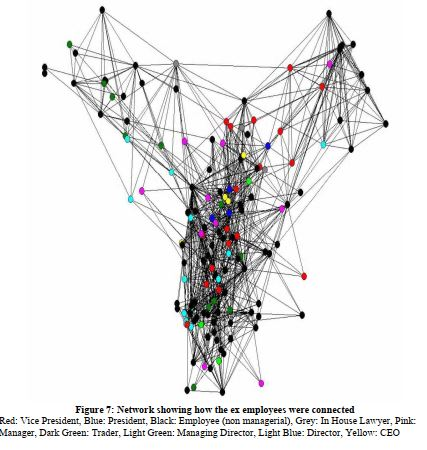 Figure 7: Network showing how the ex employees were connected
Red: Vice President, Blue: President, Black: Employee (non managerial), Grey: In House Lawyer, Pink:
Manager, Dark Green: Trader, Light Green: Managing Director, Light Blue: Director, Yellow: CEO